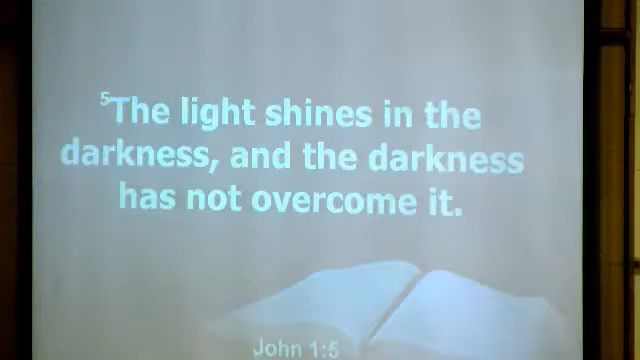 5The light shines in the
darkness, and the darkness
has not overcome it.
John 1:5